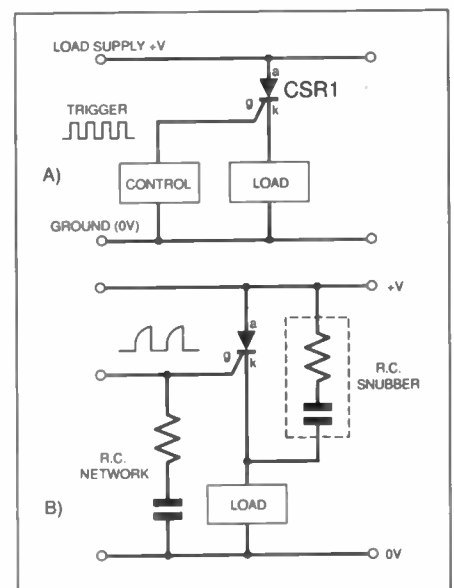 LOAD SUPPLY +V
a
CSR1
g
k
TRIGGER
A)
CONTROL
LOAD
GROUND (0V)
+V
a
g
k
R.C.
SNUBBER
R.C.
NETWORK
B)
LOAD
0V